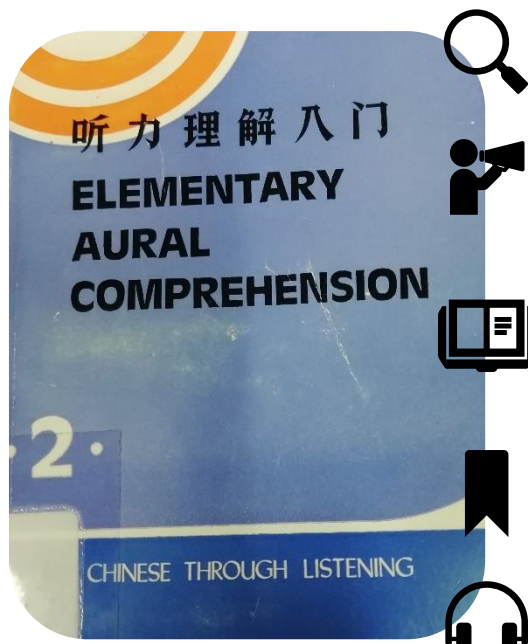 听力理解入门
ELEMENTARY
AURAL
COMPREHENSION
·2·
CHINESE THROUGH LISTENING